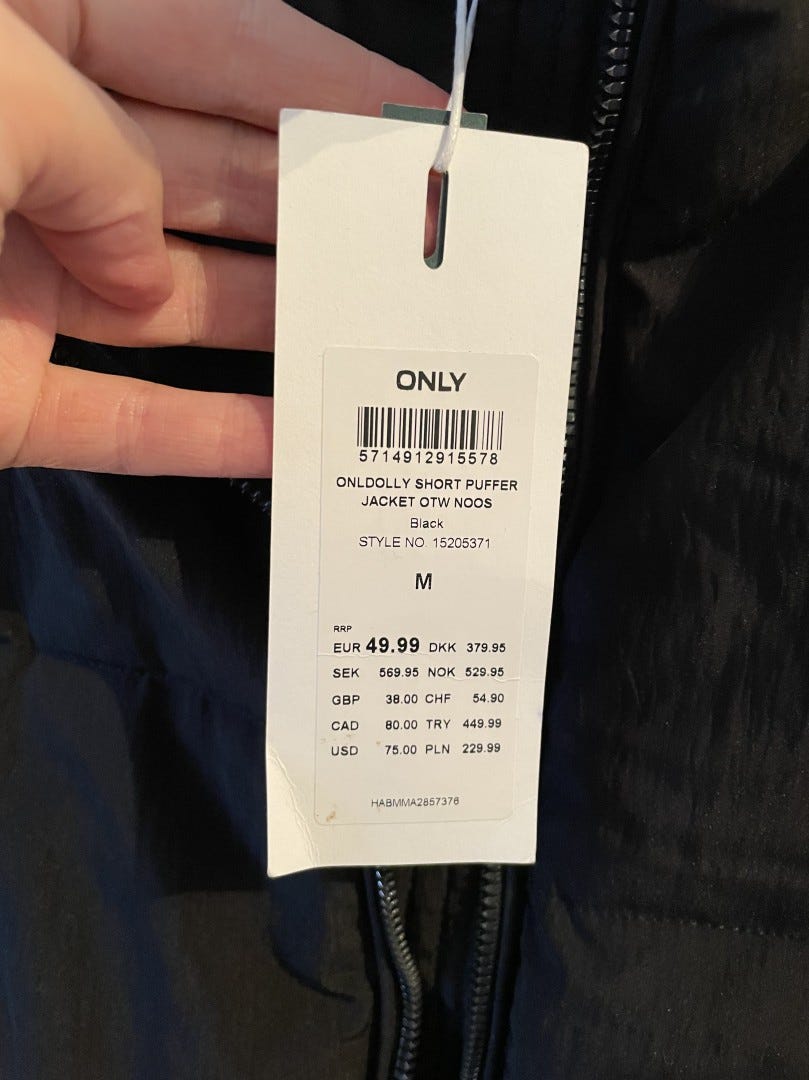 ONLY
5714912915578
ONLDOLLY SHORT PUFFER
JACKET OTW NOOS
Black
STYLE NO. 15205371
M
RRP
EUR 49.99 DKK 379.95
SEK 569.95 NOK 529.95
GBP 38.00 CHF 54.90
CAD 80.00 TRY 449.99
USD 75.00 PLN 229.99
HABMMA2857376